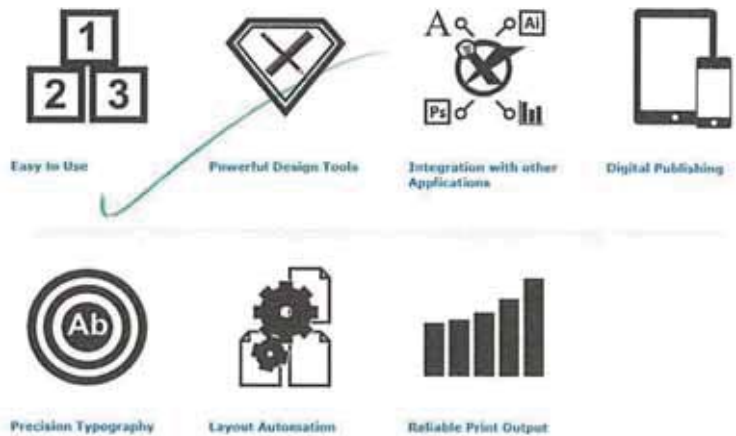 1
2 3
A Ai
Ps
Easy to Use
Powerful Design Tools
Integration with other
Applications
Digital Publishing
Ab
Precision Typography
Layout Automation
Reliable Print Output